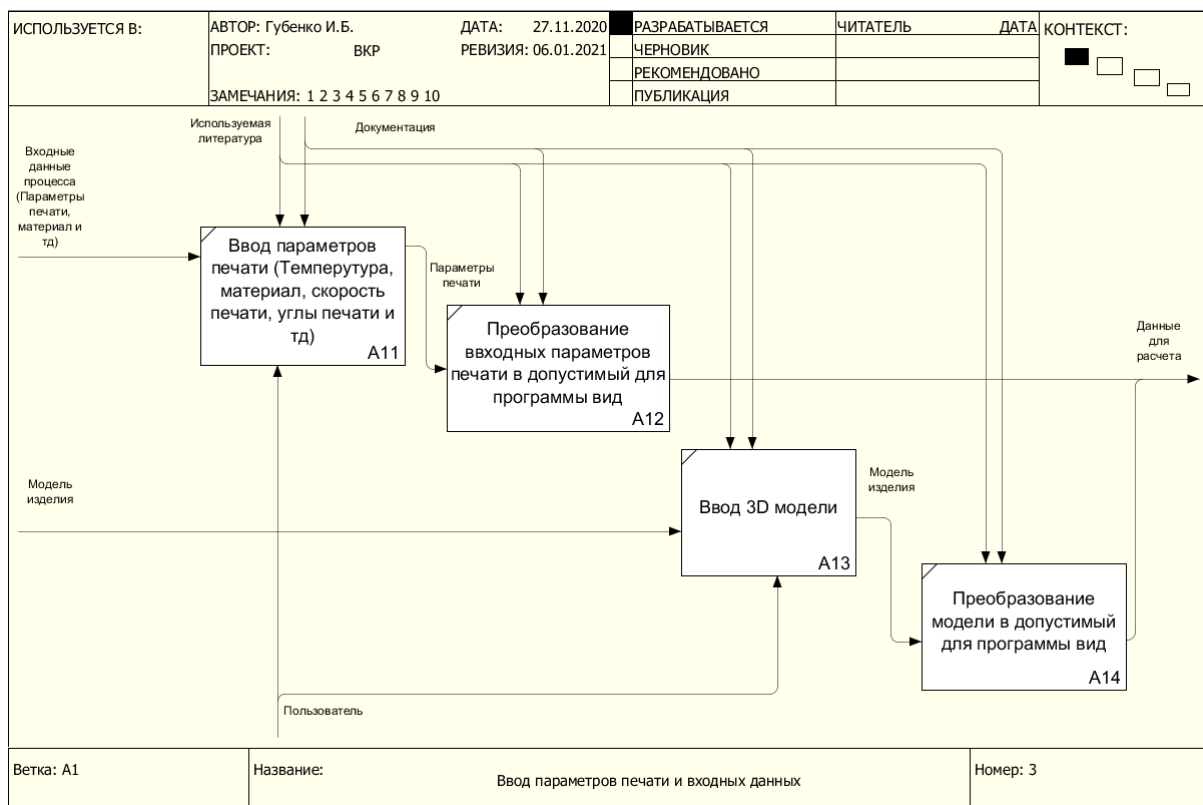 ИСПОЛЬЗУЕТСЯ В:
АВТОР: Губенко И.Б.
ДАТА: 27.11.2020
ПРОЕКТ: ВКР
РЕВИЗИЯ: 06.01.2021
ЗАМЕЧАНИЯ: 1 2 3 4 5 6 7 8 9 10
РАЗРАБАТЫВАЕТСЯ
ЧЕРНОВИК
РЕКОМЕНДОВАНО
ПУБЛИКАЦИЯ
ЧИТАТЕЛЬ
ДАТА
КОНТЕКСТ:
Используемая
литература
Документация
Входные
данные
процесса
(Параметры
печати,
материал и
тд)
Ввод параметров
печати (Темперутура,
материал, скорость
печати, углы печати и
тд)
A11
Параметры
печати
Преобразование
ввходных параметров
печати в допустимый для
программы вид
A12
Данные
для
расчета
Модель
изделия
Ввод 3D модели
A13
Модель
изделия
Преобразование
модели в допустимый
для программы вид
A14
Пользователь
Ветка: A1
Название:
Ввод параметров печати и входных данных
Номер: 3